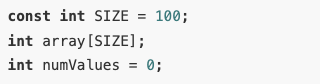 const int SIZE = 100;
int array[SIZE];
int numValues = 0;